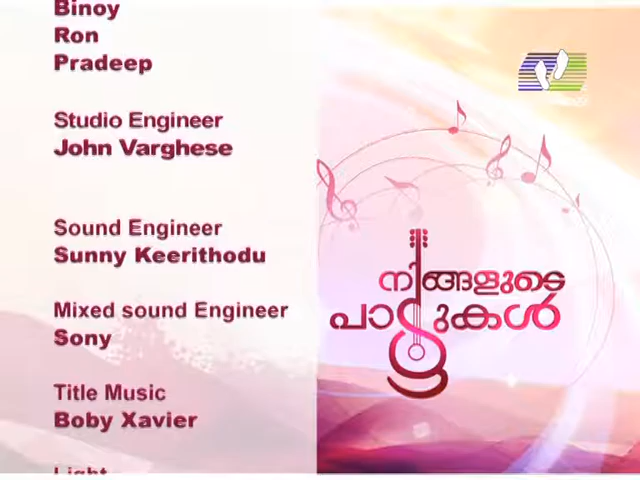 Binoy
Ron
Pradeep
Studio Engineer
John Varghese
Sound Engineer
Sunny Keerithodu
Mixed sound Engineer
Sony
Title Music
Boby Xavier
Light
നിങ്ങളുടെ
പാട്ടുകൾ